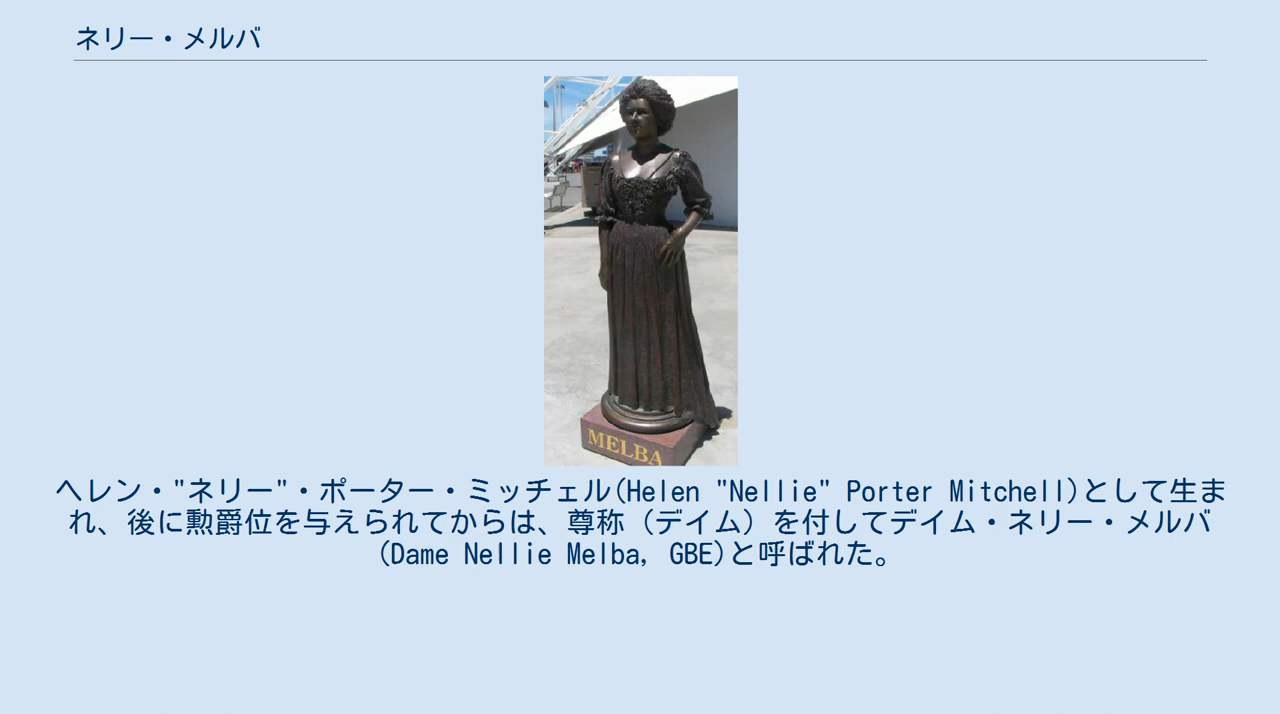 ネリー・メルバ
MELBA
ヘレン・"ネリー"・ポーター・ミッチェル(Helen "Nellie" Porter Mitchell)として生ま
れ、後に勲爵位を与えられてからは、尊称（デイム）を付してデイム・ネリー・メルバ
(Dame Nellie Melba, GBE)と呼ばれた。